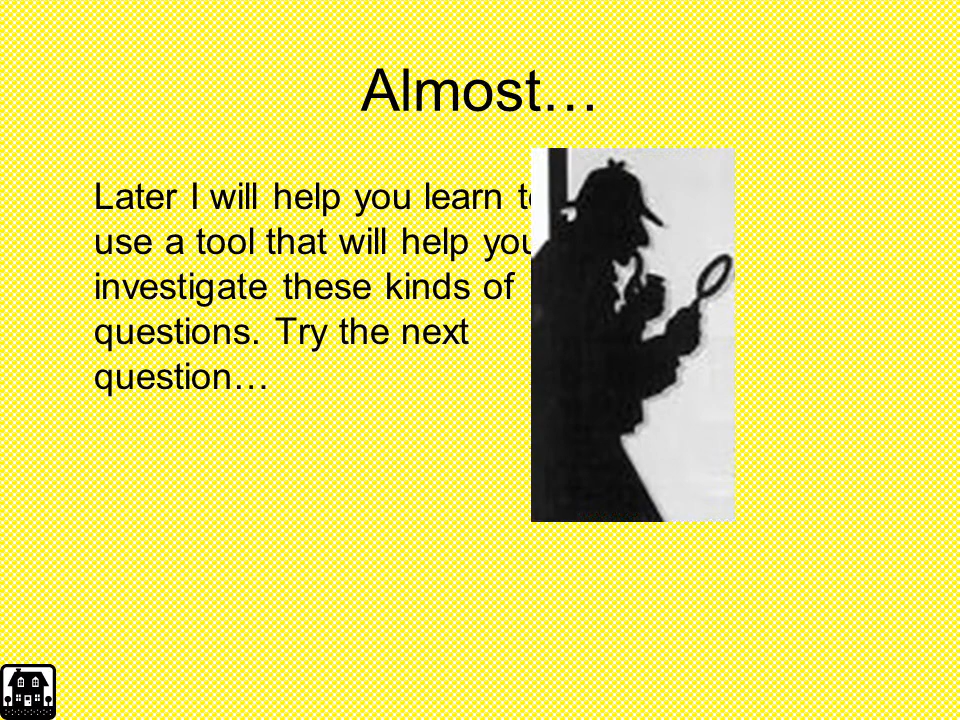 Almost…
Later I will help you learn to
use a tool that will help you
investigate these kinds of
questions. Try the next
question…